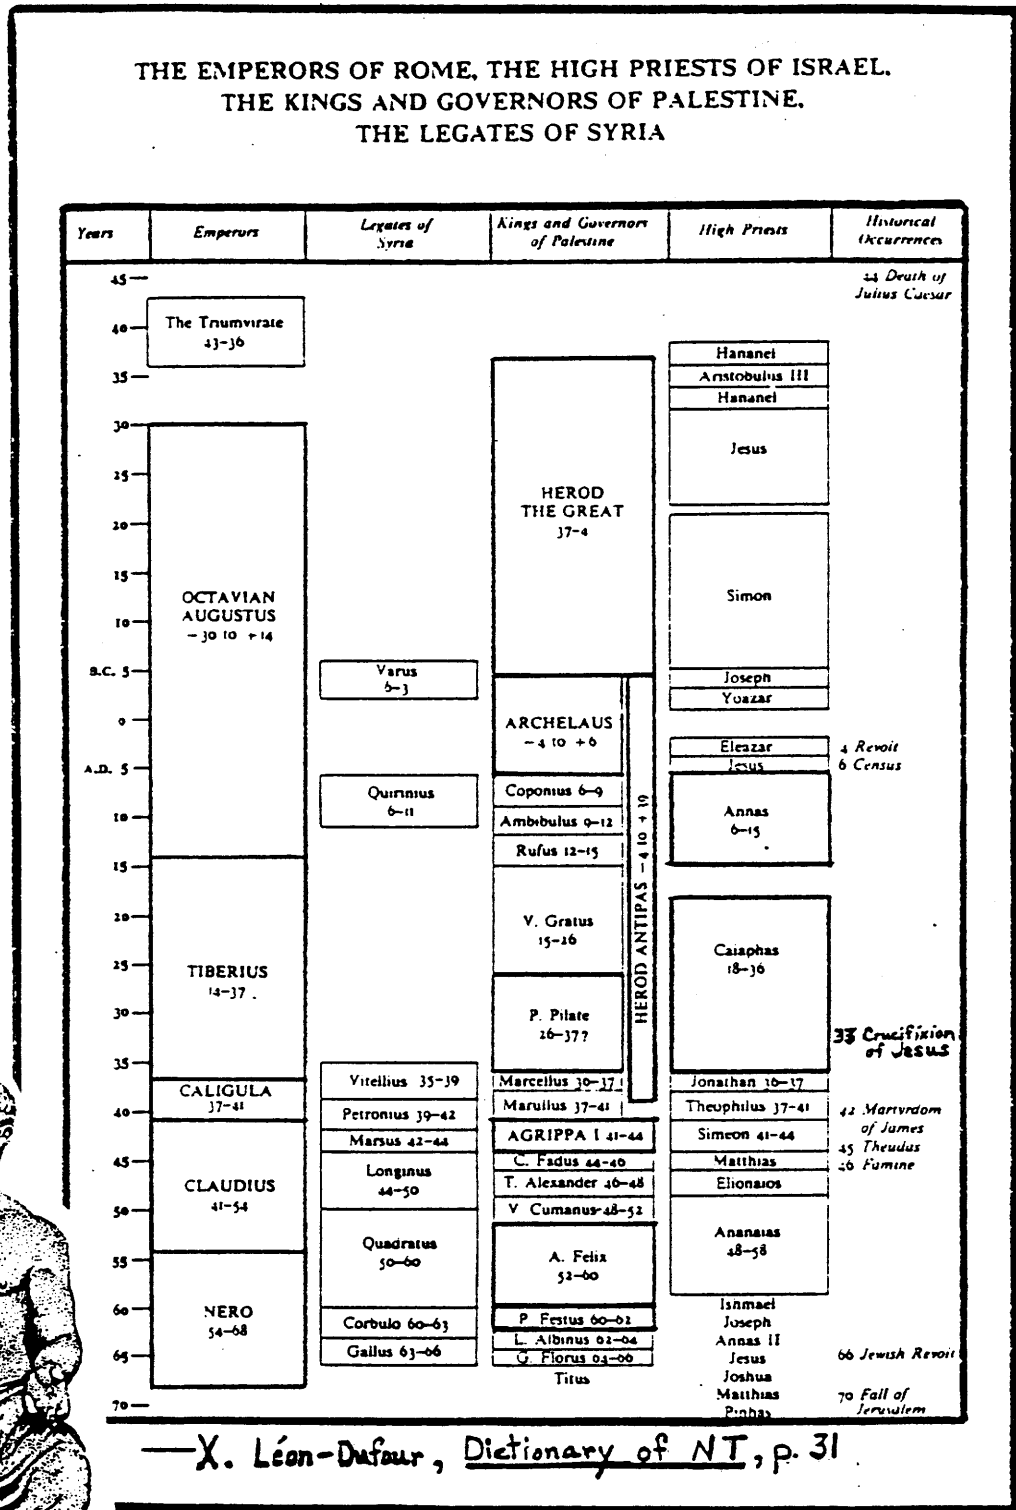 THE EMPERORS OF ROME, THE HIGH PRIESTS OF ISRAEL,
THE KINGS AND GOVERNORS OF PALESTINE,
THE LEGATES OF SYRIA
Years
Emperors
Legates of
Syria
Kings and Governors
of Palestine
High Priests
Historical
Occurrences
45
40
35
30
25
20
15
10
B.C. 5
0
A.D. 5
10
15
20
25
30
35
40
45
50
55
60
65
70
The Triumvirate
43-36
OCTAVIAN
AUGUSTUS
- 30 to + 14
TIBERIUS
14-37
CALIGULA
37-41
CLAUDIUS
41-54
NERO
54-68
Varus
6-3
Quirinius
6-11
Vitellius 35-39
Petronius 39-42
Marsus 42-44
Longinus
44-50
Quadratus
50-60
Corbulo 60-63
Gallus 63-66
HEROD
THE GREAT
37-4
ARCHELAUS
- 4 to + 6
HEROD ANTIPAS - 4 to + 39
Coponius 6-9
Ambibulus 9-12
Rufus 12-15
V. Gratus
15-26
P. Pilate
26-37?
Marcellus 36-37
Marullus 37-41
AGRIPPA I 41-44
C. Fadus 44-46
T. Alexander 46-48
V Cumanus 48-52
A. Felix
52-60
P Festus 60-62
L. Albinus 62-64
G. Florus 64-66
Titus
Hananel
Aristobulus III
Hananel
Jesus
Simon
Joseph
Yoazar
Eleazar
Jesus
Annas
6-15
Caiaphas
18-36
Jonathan 36-37
Theophilus 37-41
Simeon 41-44
Matthias
Elionaios
Ananaias
48-58
Ishmael
Joseph
Annas II
Jesus
Joshua
Matthias
Pinhas
44 Death of
Julius Caesar
4 Revolt
6 Census
33 Crucifixion
of Jesus
42 Martyrdom
of James
45 Theudas
46 Famine
66 Jewish Revolt
70 Fall of
Jerusalem
—X. Léon-Dufour, Dictionary of NT, p. 31